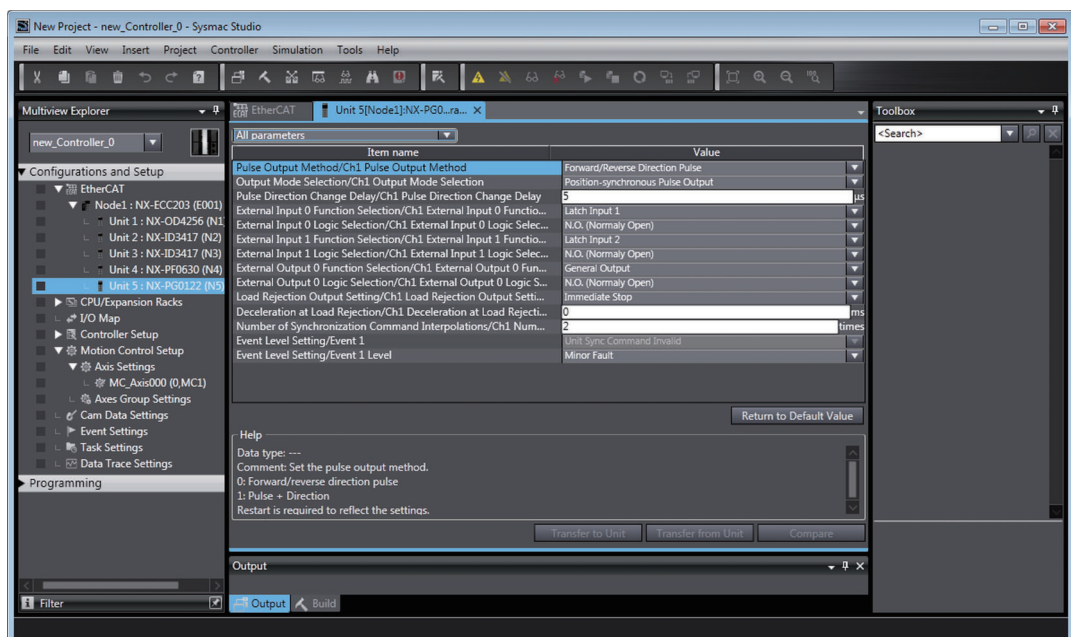 New Project - new_Controller_0 - Sysmac Studio
File Edit View Insert Project Controller Simulation Tools Help
Multiview Explorer
new_Controller_0
Configurations and Setup
EtherCAT
Node1 : NX-ECC203 (E001)
Unit 1 : NX-OD4256 (N1
Unit 2 : NX-ID3417 (N2)
Unit 3 : NX-ID3417 (N3)
Unit 4 : NX-PF0630 (N4)
Unit 5 : NX-PG0122 (N5)
CPU/Expansion Racks
I/O Map
Controller Setup
Motion Control Setup
Axis Settings
MC_Axis000 (0,MC1)
Axes Group Settings
Cam Data Settings
Event Settings
Task Settings
Data Trace Settings
Programming
Filter
EtherCAT Unit 5[Node1]:NX-PG0...ra... X
All parameters
Item name Value
Pulse Output Method/Ch1 Pulse Output Method Forward/Reverse Direction Pulse
Output Mode Selection/Ch1 Output Mode Selection Position-synchronous Pulse Output
Pulse Direction Change Delay/Ch1 Pulse Direction Change Delay 5 μs
External Input 0 Function Selection/Ch1 External Input 0 Functio... Latch Input 1
External Input 0 Logic Selection/Ch1 External Input 0 Logic Selec... N.O. (Normaly Open)
External Input 1 Function Selection/Ch1 External Input 1 Functio... Latch Input 2
External Input 1 Logic Selection/Ch1 External Input 1 Logic Selec... N.O. (Normaly Open)
External Output 0 Function Selection/Ch1 External Output 0 Fun... General Output
External Output 0 Logic Selection/Ch1 External Output 0 Logic S... N.O. (Normaly Open)
Load Rejection Output Setting/Ch1 Load Rejection Output Setti... Immediate Stop
Deceleration at Load Rejection/Ch1 Deceleration at Load Rejecti... 0 ms
Number of Synchronization Command Interpolations/Ch1 Num... 2 times
Event Level Setting/Event 1 Unit Sync Command Invalid
Event Level Setting/Event 1 Level Minor Fault
Return to Default Value
Help
Data type: ---
Comment: Set the pulse output method.
0: Forward/reverse direction pulse
1: Pulse + Direction
Restart is required to reflect the settings.
Transfer to Unit Transfer from Unit Compare
Output
Output Build
Toolbox
<Search>